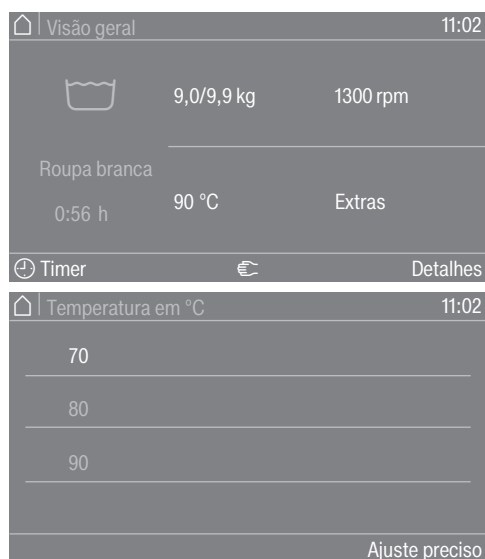 Visão geral 11:02
9,0/9,9 kg 1300 rpm
Roupa branca
0:56 h
90 °C Extras
Timer Detalhes
Temperatura em °C 11:02
70
80
90
Ajuste preciso